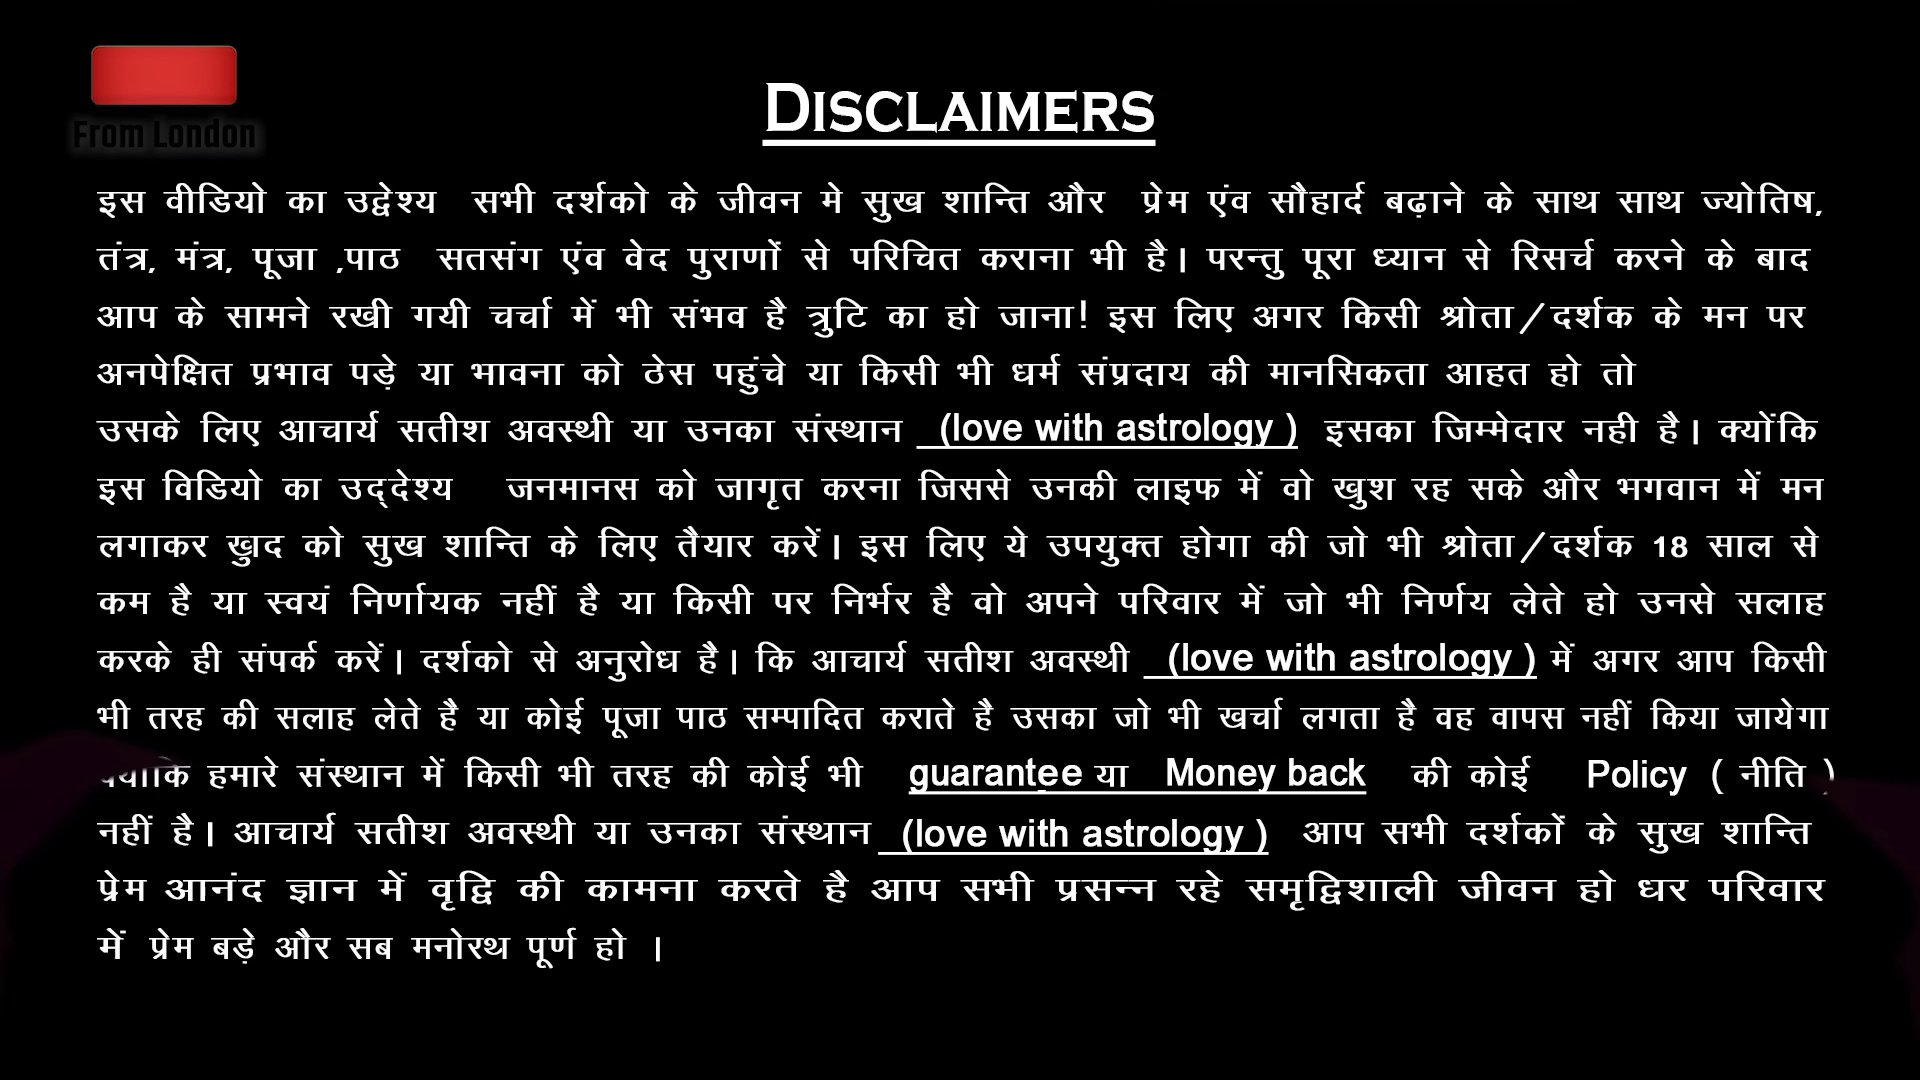 From London
DISCLAIMERS
इस वीडियो का उद्वेश्य सभी दर्शको के जीवन मे सुख शान्ति और प्रेम एंव सौहार्द बढ़ाने के साथ साथ ज्योतिष,
तंत्र, मंत्र, पूजा ,पाठ सतसंग एंव वेद पुराणों से परिचित कराना भी है। परन्तु पूरा ध्यान से रिसर्च करने के बाद
आप के सामने रखी गयी चर्चा में भी संभव है त्रुटि का हो जाना! इस लिए अगर किसी श्रोता/दर्शक के मन पर
अनपेक्षित प्रभाव पड़े या भावना को ठेस पहुंचे या किसी भी धर्म संप्रदाय की मानसिकता आहत हो तो
उसके लिए आचार्य सतीश अवस्थी या उनका संस्थान (love with astrology ) इसका जिम्मेदार नही है। क्योंकि
इस विडियो का उद्देश्य जनमानस को जागृत करना जिससे उनकी लाइफ में वो खुश रह सके और भगवान में मन
लगाकर खुद को सुख शान्ति के लिए तैयार करें। इस लिए ये उपयुक्त होगा की जो भी श्रोता/दर्शक 18 साल से
कम है या स्वयं निर्णायक नहीं है या किसी पर निर्भर है वो अपने परिवार में जो भी निर्णय लेते हो उनसे सलाह
करके ही संपर्क करें। दर्शको से अनुरोध है। कि आचार्य सतीश अवस्थी (love with astrology ) में अगर आप किसी
भी तरह की सलाह लेते है या कोई पूजा पाठ सम्पादित कराते है उसका जो भी खर्चा लगता है वह वापस नहीं किया जायेगा
क्योंकि हमारे संस्थान में किसी भी तरह की कोई भी guarantee या Money back की कोई Policy ( नीति )
नहीं है। आचार्य सतीश अवस्थी या उनका संस्थान (love with astrology ) आप सभी दर्शकों के सुख शान्ति
प्रेम आनंद ज्ञान में वृद्वि की कामना करते है आप सभी प्रसन्न रहे समृद्विशाली जीवन हो धर परिवार
में प्रेम बड़े और सब मनोरथ पूर्ण हो ।